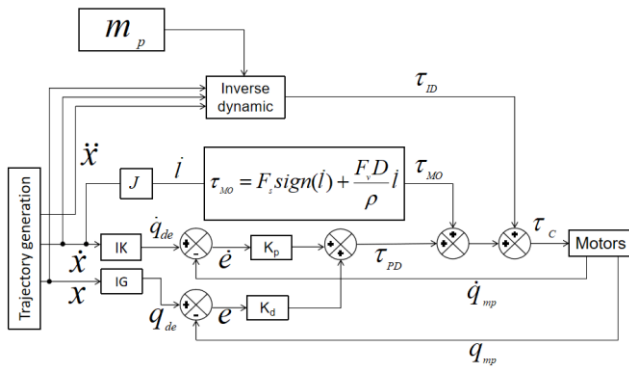 m_p
Inverse
dynamic
τ_ID
ẍ
J
l̇
τ_MO = F_s sign(l̇) + F_v D / ρ l̇
τ_MO
Trajectory generation
ẋ
IK
q̇_de
+
-
ė
K_p
+
+
τ_PD
+
+
+
+
τ_C
Motors
x
IG
q_de
+
-
e
K_d
q̇_mp
q_mp